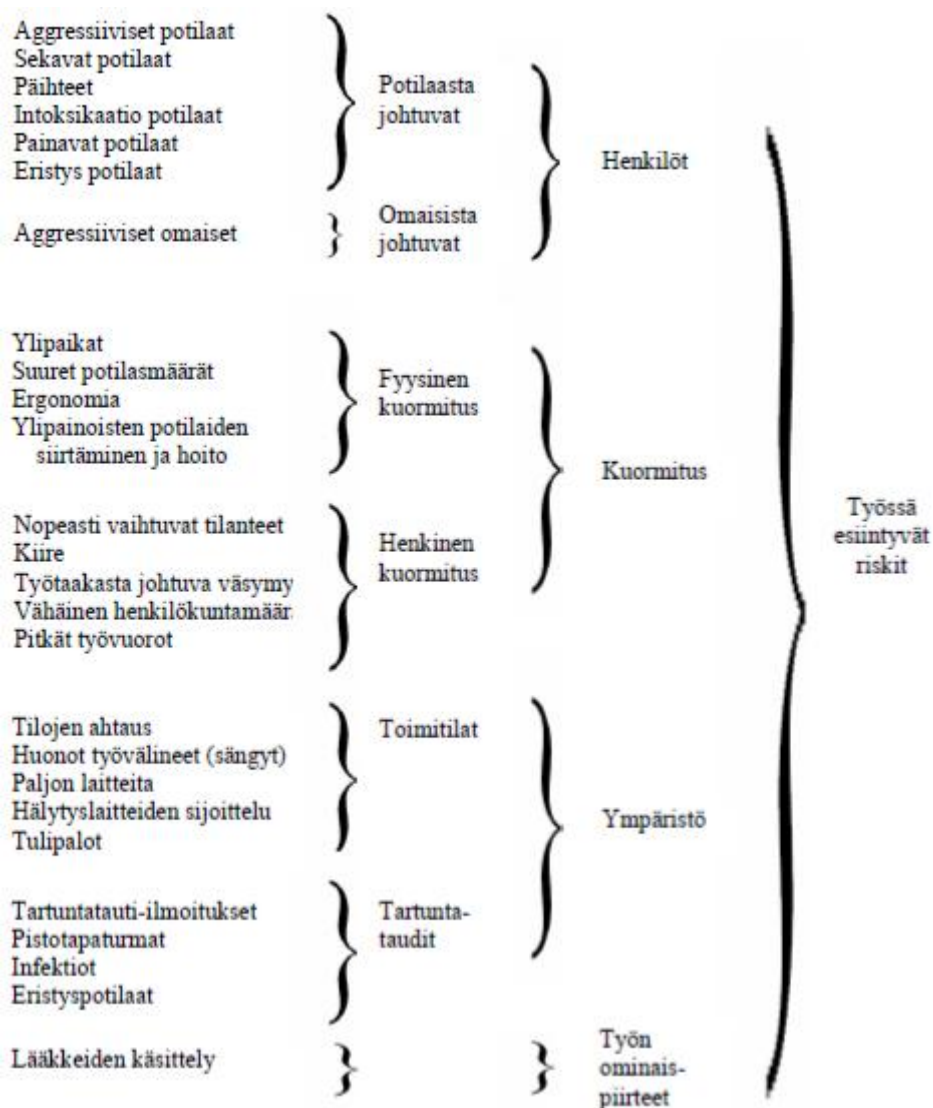 Aggressiiviset potilaat
Sekavat potilaat
Päihteet
Intoksikaatio potilaat
Painavat potilaat
Eristys potilaat
Potilaasta
johtuvat
Aggressiiviset omaiset
Omaisista
johtuvat
Henkilöt
Ylipaikat
Suuret potilasmäärät
Ergonomia
Ylipainoisten potilaiden
siirtäminen ja hoito
Fyysinen
kuormitus
Nopeasti vaihtuvat tilanteet
Kiire
Työtaakasta johtuva väsymy
Vähäinen henkilökuntamäär
Pitkät työvuorot
Henkinen
kuormitus
Kuormitus
Tilojen ahtaus
Huonot työvälineet (sängyt)
Paljon laitteita
Hälytyslaitteiden sijoittelu
Tulipalot
Toimitilat
Tartuntatauti-ilmoitukset
Pistotapaturmat
Infektiot
Eristyspotilaat
Tartunta-
taudit
Ympäristö
Lääkkeiden käsittely
Työn
ominais-
piirteet
Työssä
esiintyvät
riskit